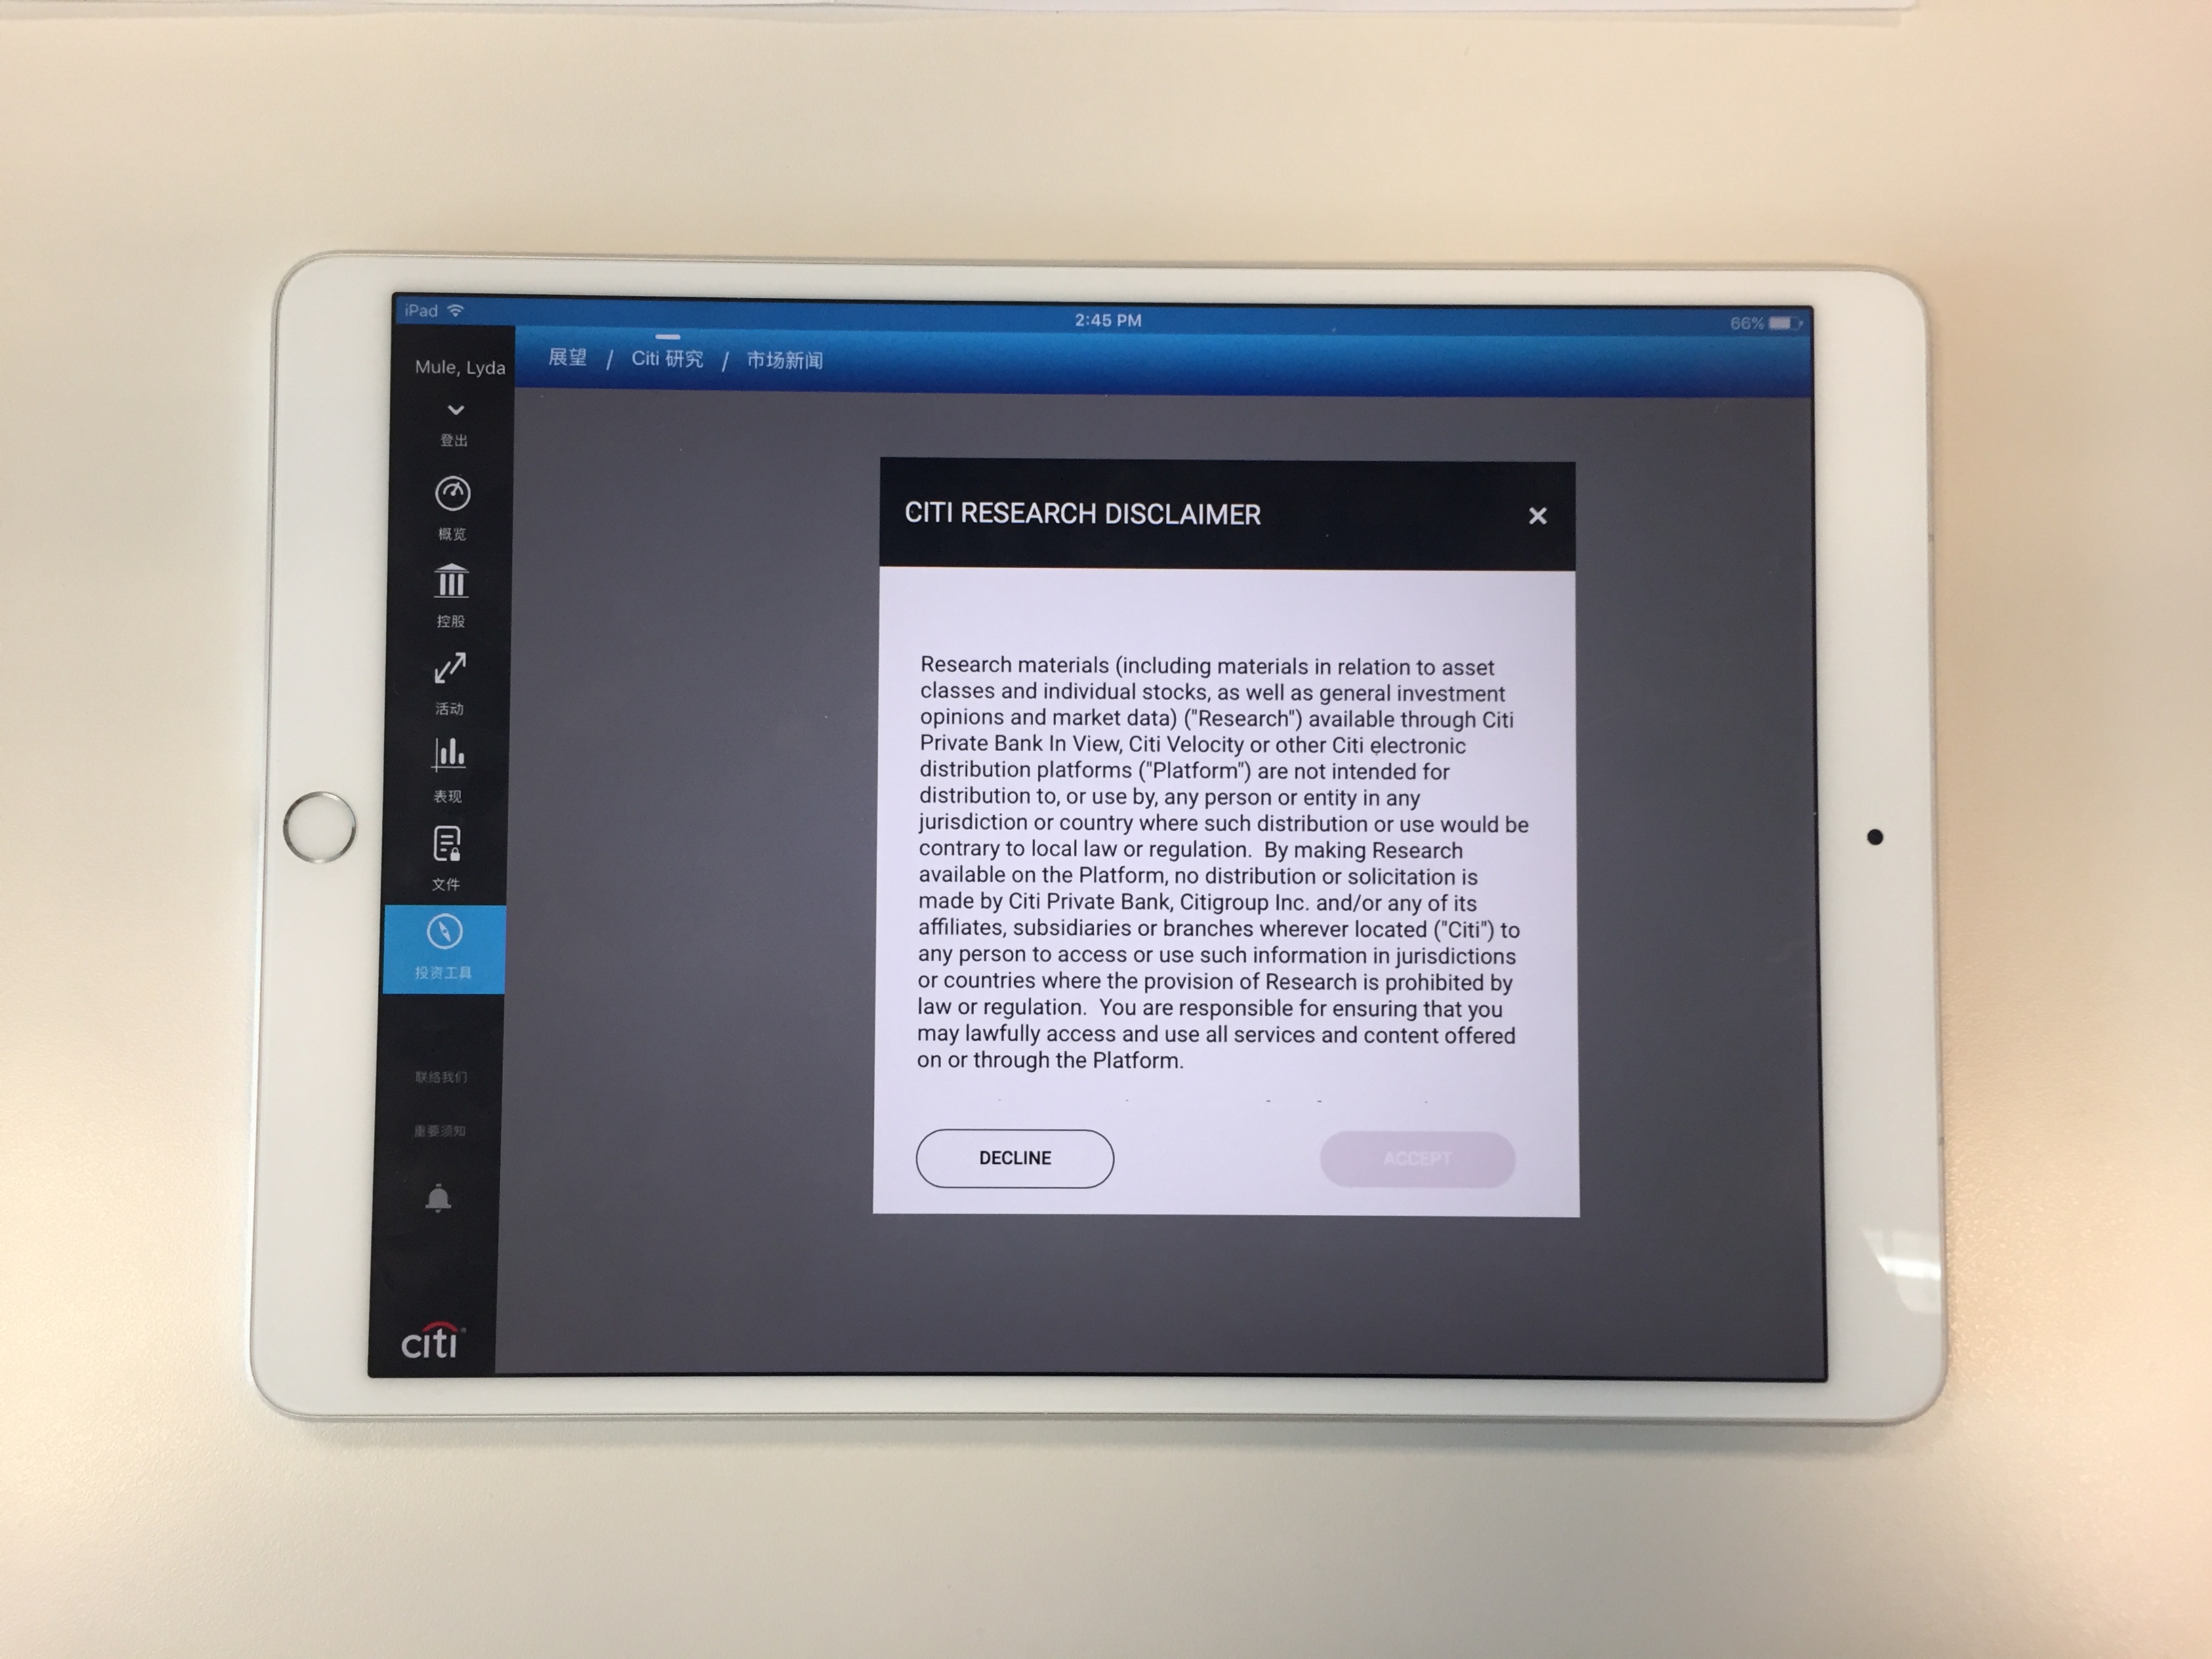 iPad
2:45 PM
66%
Mule, Lyda
登出
概览
控股
活动
表现
文件
投资工具
联络我们
重要须知
citi
展望 / Citi 研究 / 市场新闻
CITI RESEARCH DISCLAIMER
Research materials (including materials in relation to asset
classes and individual stocks, as well as general investment
opinions and market data) ("Research") available through Citi
Private Bank In View, Citi Velocity or other Citi electronic
distribution platforms ("Platform") are not intended for
distribution to, or use by, any person or entity in any
jurisdiction or country where such distribution or use would be
contrary to local law or regulation. By making Research
available on the Platform, no distribution or solicitation is
made by Citi Private Bank, Citigroup Inc. and/or any of its
affiliates, subsidiaries or branches wherever located ("Citi") to
any person to access or use such information in jurisdictions
or countries where the provision of Research is prohibited by
law or regulation. You are responsible for ensuring that you
may lawfully access and use all services and content offered
on or through the Platform.
DECLINE
ACCEPT